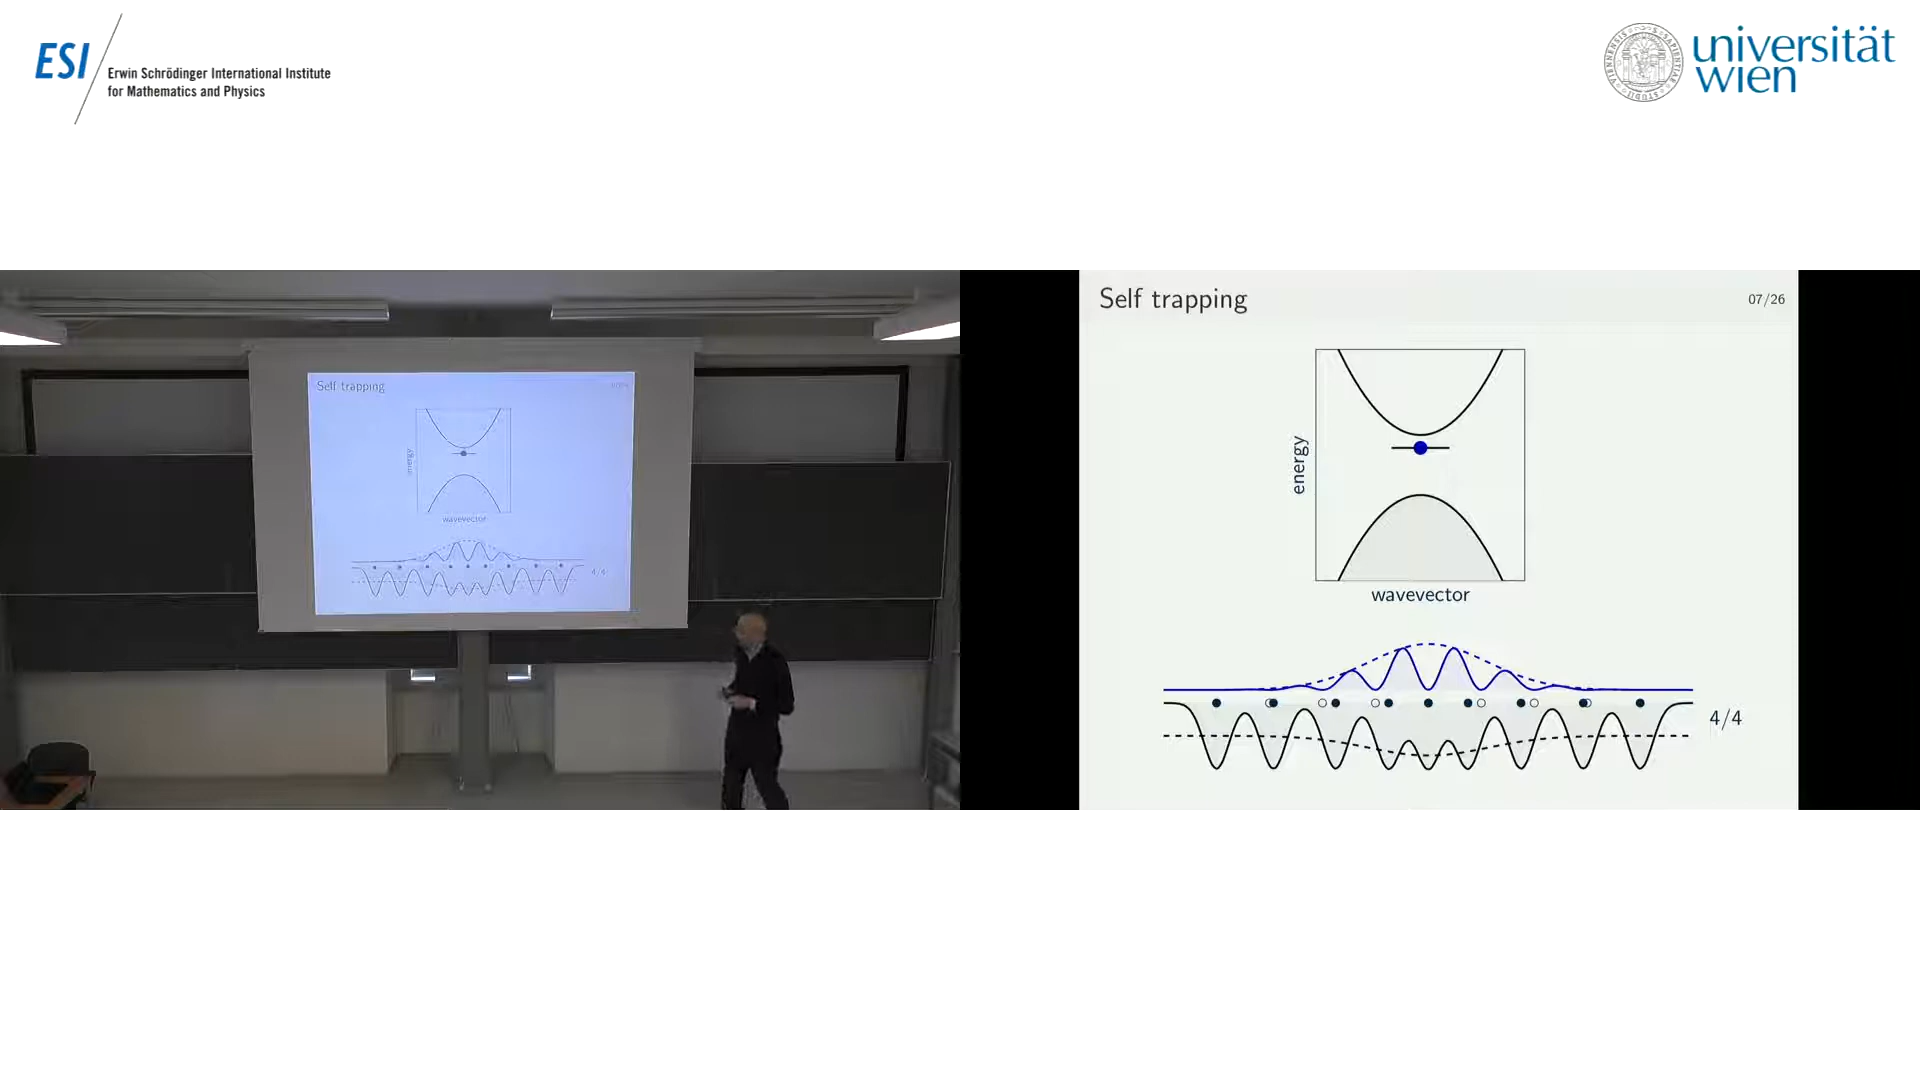 ESI
Erwin Schrödinger International Institute
for Mathematics and Physics
universität
wien
Self trapping
energy
wavevector
4/4
Self trapping
07/26
energy
wavevector
4/4